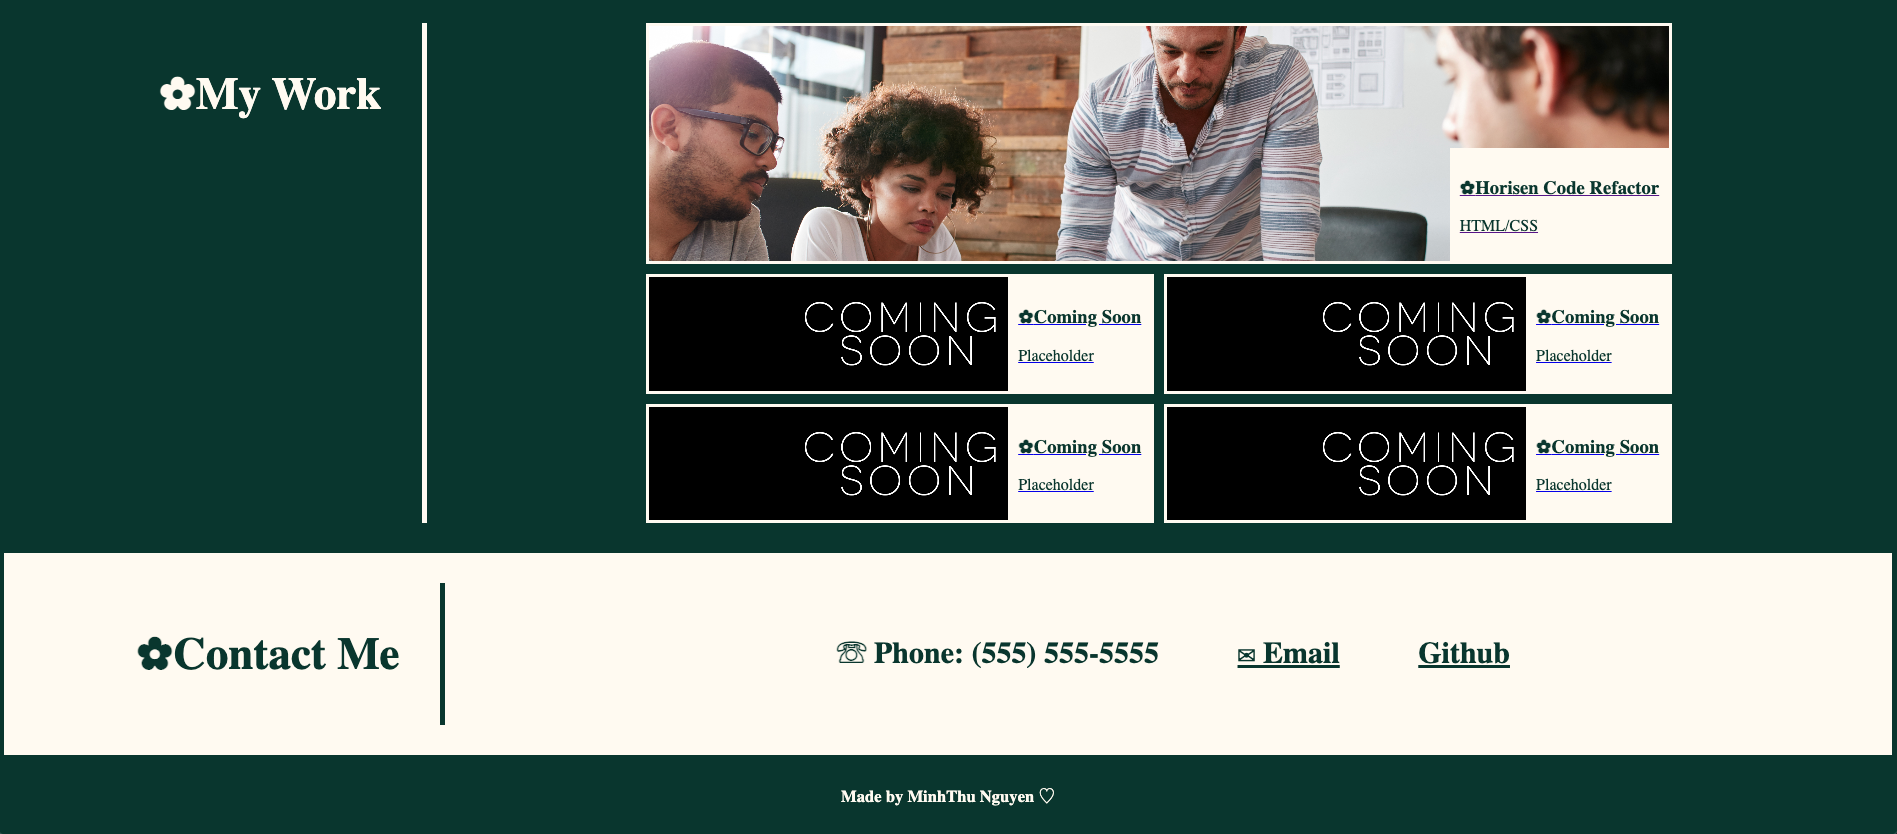 ✿My Work
✿Horisen Code Refactor
HTML/CSS
COMING
SOON
✿Coming Soon
Placeholder
COMING
SOON
✿Coming Soon
Placeholder
COMING
SOON
✿Coming Soon
Placeholder
COMING
SOON
✿Coming Soon
Placeholder
✿Contact Me
☏ Phone: (555) 555-5555
✉ Email
Github
Made by MinhThu Nguyen ♡